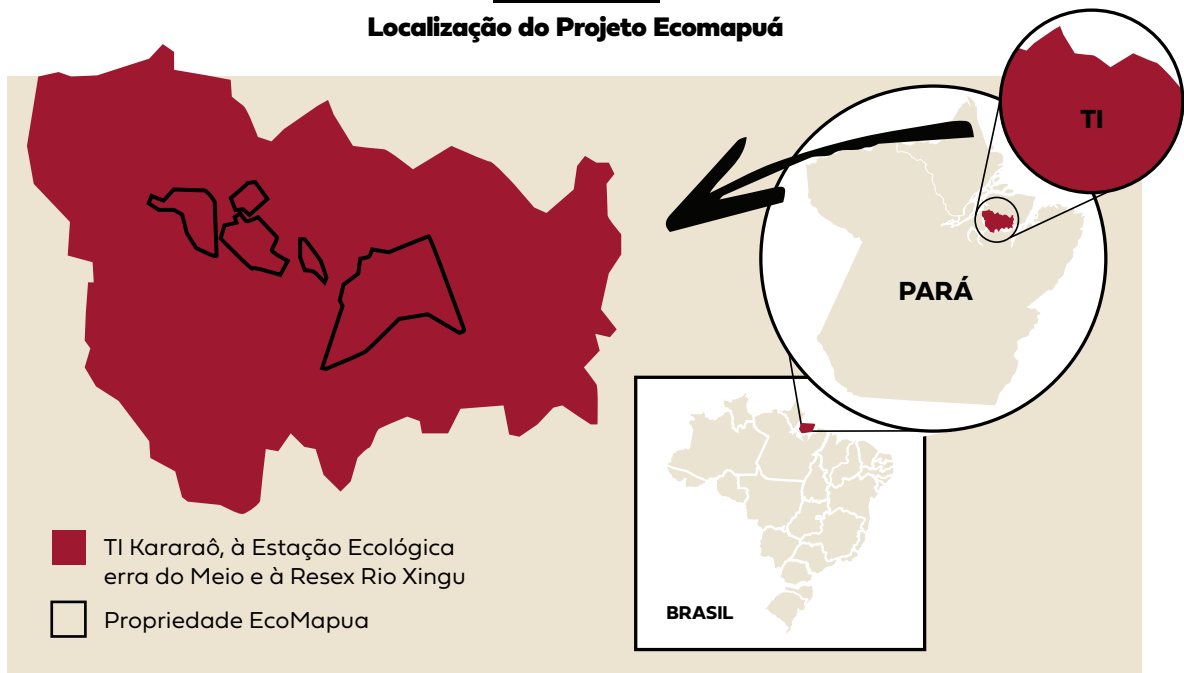 Localização do Projeto Ecomapuá
TI
PARÁ
BRASIL
TI Kararaô, à Estação Ecológica
erra do Meio e à Resex Rio Xingu
Propriedade EcoMapua